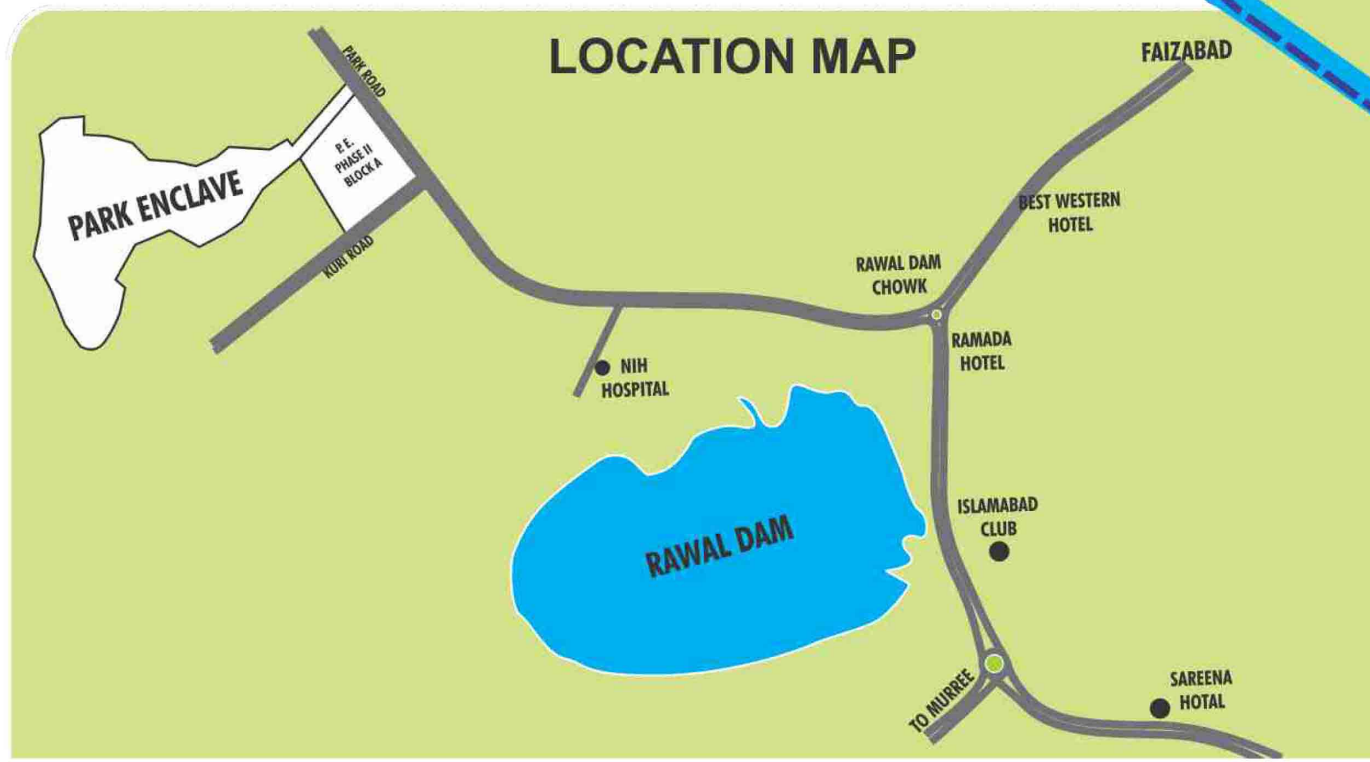 LOCATION MAP
FAIZABAD
PARK ROAD
P.E.
PHASE II
BLOCK A
PARK ENCLAVE
KURI ROAD
BEST WESTERN
HOTEL
RAWAL DAM
CHOWK
RAMADA
HOTEL
NIH
HOSPITAL
ISLAMABAD
CLUB
RAWAL DAM
TO MURREE
SAREENA
HOTAL